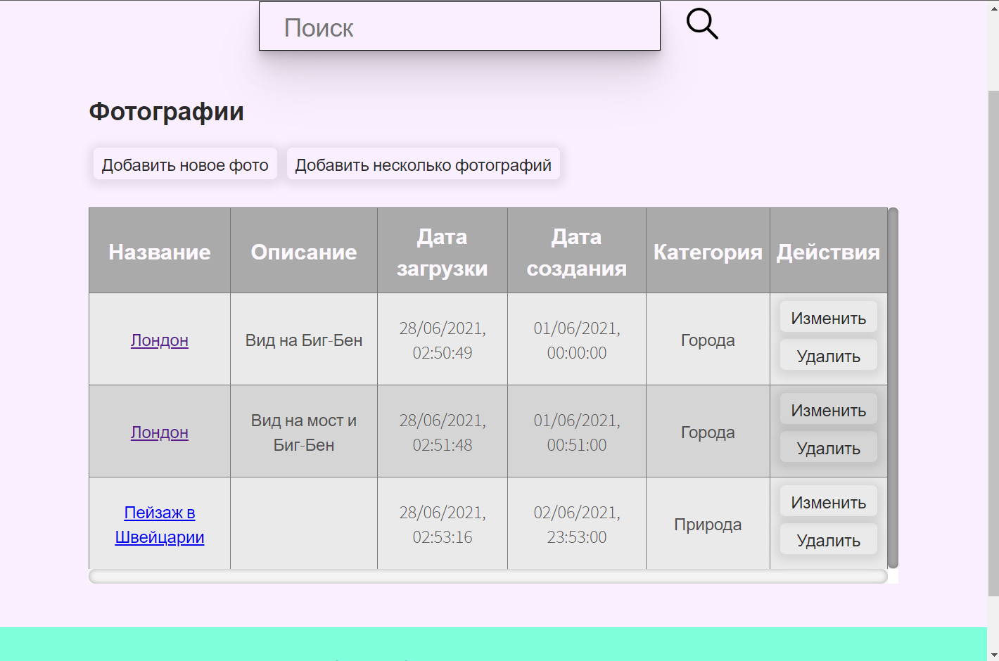 Поиск
Фотографии
Добавить новое фото Добавить несколько фотографий
Название Описание Дата загрузки Дата создания Категория Действия
Лондон Вид на Биг-Бен 28/06/2021, 02:50:49 01/06/2021, 00:00:00 Города Изменить Удалить
Лондон Вид на мост и Биг-Бен 28/06/2021, 02:51:48 01/06/2021, 00:51:00 Города Изменить Удалить
Пейзаж в Швейцарии 28/06/2021, 02:53:16 02/06/2021, 23:53:00 Природа Изменить Удалить